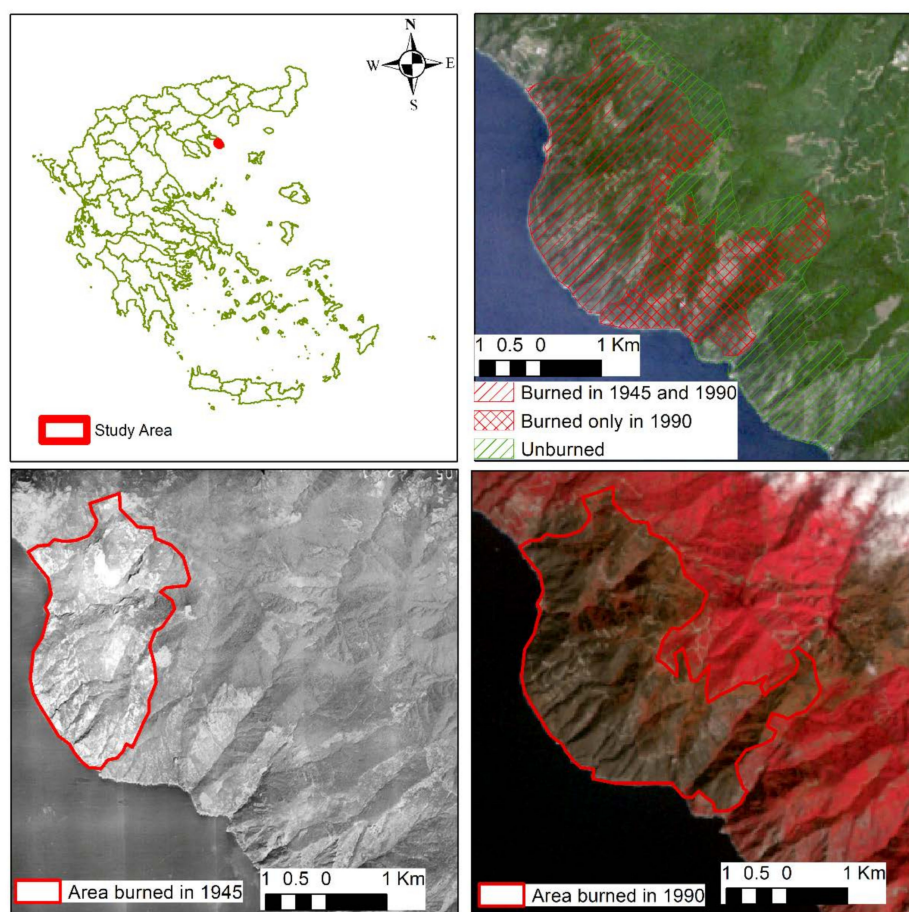 N
W E
S
Study Area
1 0.5 0 1 Km
Burned in 1945 and 1990
Burned only in 1990
Unburned
1 0.5 0 1 Km
Area burned in 1945
1 0.5 0 1 Km
Area burned in 1990